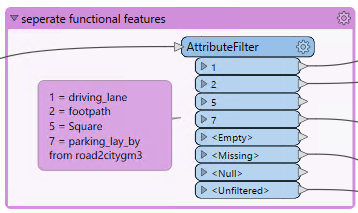 seperate functional features
AttributeFilter
1
2
5
7
<Empty>
<Missing>
<Null>
<Unfiltered>
1 = driving_lane
2 = footpath
5 = Square
7 = parking_lay_by
from road2citygm3